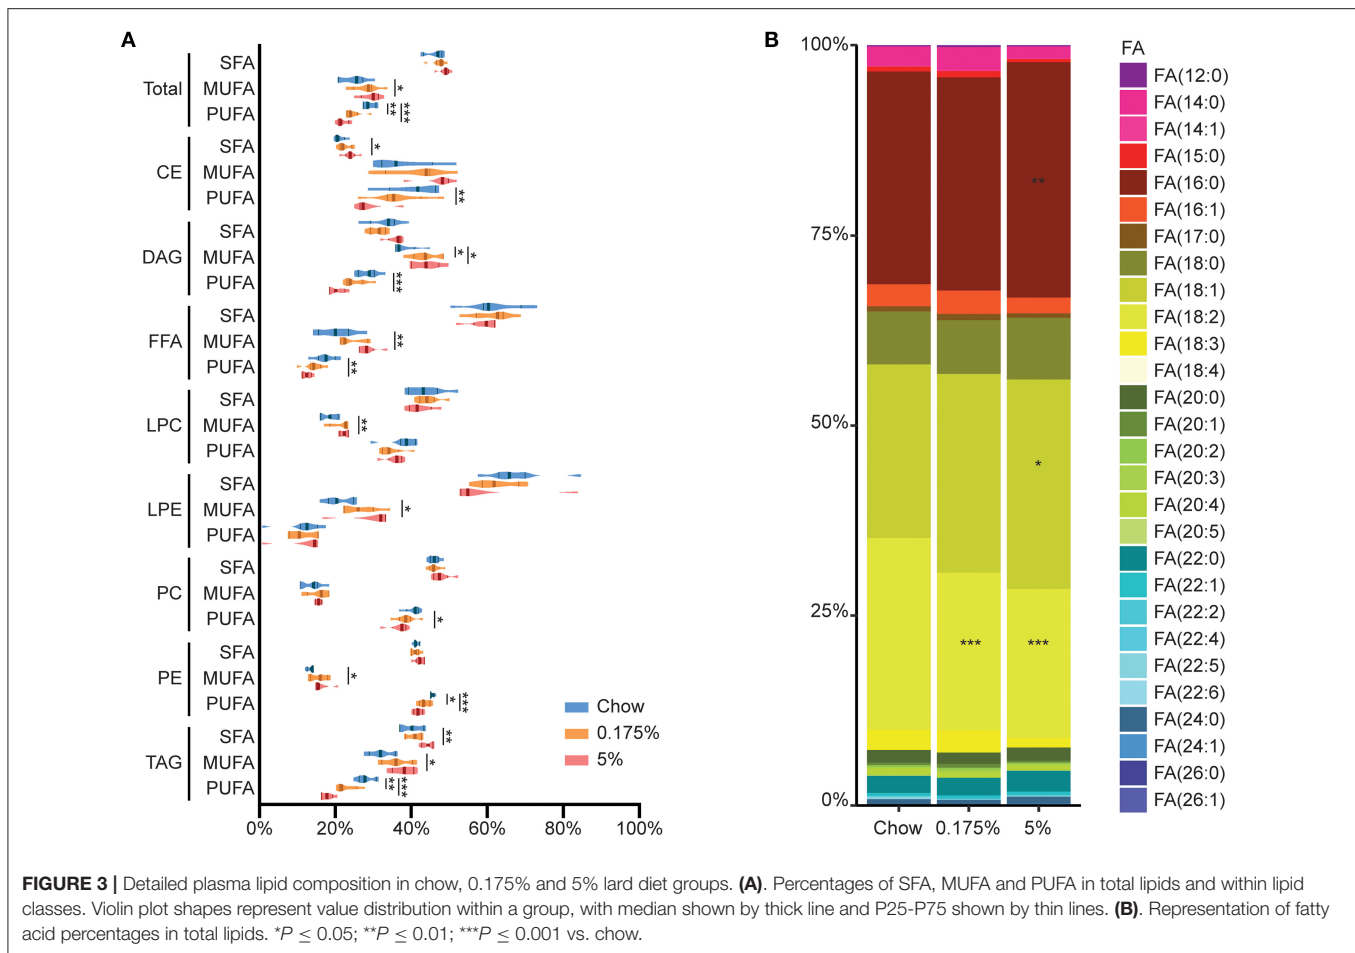 A
Total
SFA
MUFA
*
PUFA
** ***
CE
SFA
*
MUFA
PUFA
**
DAG
SFA
MUFA
* *
PUFA
***
FFA
SFA
MUFA
**
PUFA
**
LPC
SFA
MUFA
**
PUFA
LPE
SFA
MUFA
*
PUFA
PC
SFA
MUFA
PUFA
*
PE
SFA
MUFA
*
PUFA
* ***
TAG
SFA
**
MUFA
*
PUFA
** ***
Chow
0.175%
5%
0% 20% 40% 60% 80% 100%
B
100%
75%
50%
25%
0%
**
*
*** ***
Chow 0.175% 5%
FA
FA(12:0)
FA(14:0)
FA(14:1)
FA(15:0)
FA(16:0)
FA(16:1)
FA(17:0)
FA(18:0)
FA(18:1)
FA(18:2)
FA(18:3)
FA(18:4)
FA(20:0)
FA(20:1)
FA(20:2)
FA(20:3)
FA(20:4)
FA(20:5)
FA(22:0)
FA(22:1)
FA(22:2)
FA(22:4)
FA(22:5)
FA(22:6)
FA(24:0)
FA(24:1)
FA(26:0)
FA(26:1)
FIGURE 3 | Detailed plasma lipid composition in chow, 0.175% and 5% lard diet groups. (A). Percentages of SFA, MUFA and PUFA in total lipids and within lipid
classes. Violin plot shapes represent value distribution within a group, with median shown by thick line and P25-P75 shown by thin lines. (B). Representation of fatty
acid percentages in total lipids. *P ≤ 0.05; **P ≤ 0.01; ***P ≤ 0.001 vs. chow.